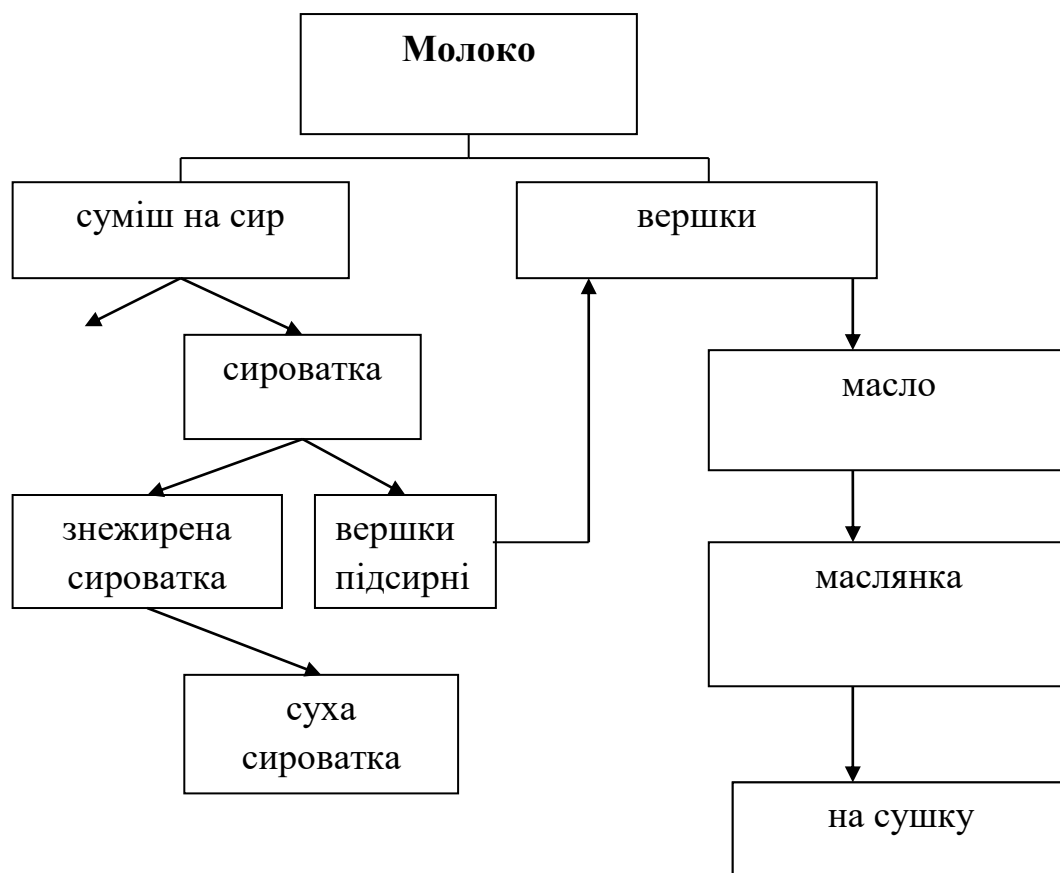 Молоко
суміш на сир
вершки
сироватка
масло
знежирена
сироватка
вершки
підсирні
маслянка
суха
сироватка
на сушку